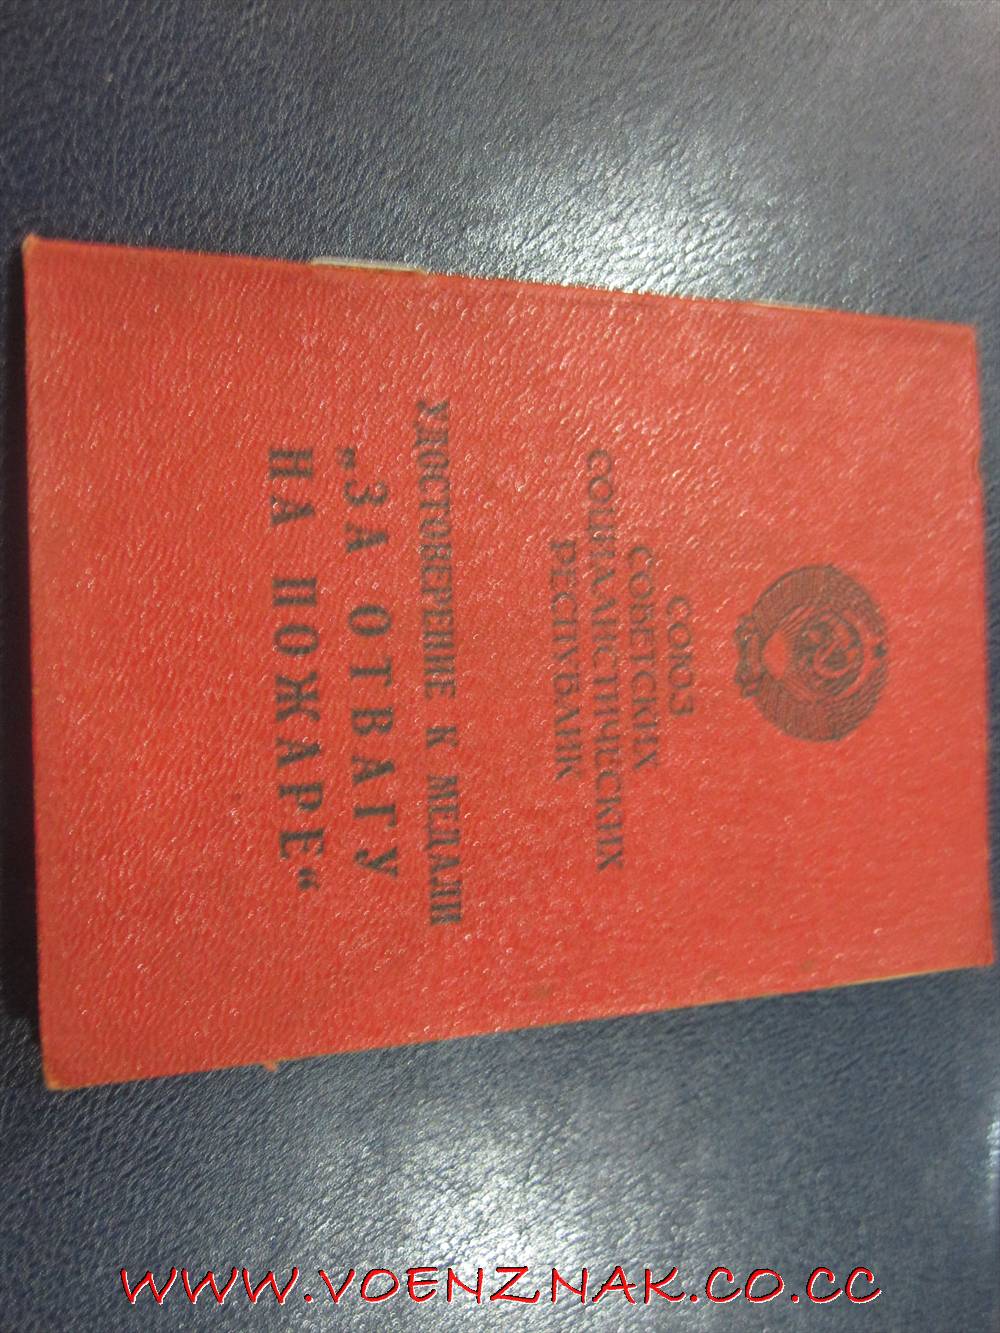 СОЮЗ
СОВЕТСКИХ
СОЦИАЛИСТИЧЕСКИХ
РЕСПУБЛИК
УДОСТОВЕРЕНИЕ К МЕДАЛИ
„ЗА ОТВАГУ
НА ПОЖАРЕ“
WWW.VOENZNAK.CO.CC